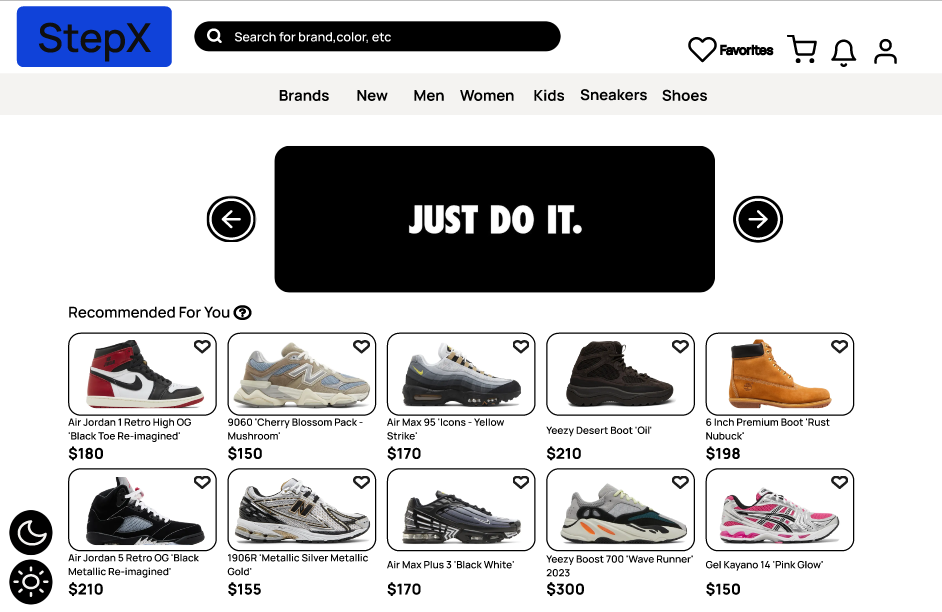 StepX
Search for brand,color, etc
Favorites
Brands New Men Women Kids Sneakers Shoes
JUST DO IT.
Recommended For You ?
Air Jordan 1 Retro High OG
'Black Toe Re-imagined'
$180
9060 'Cherry Blossom Pack -
Mushroom'
$150
Air Max 95 'Icons - Yellow
Strike'
$170
Yeezy Desert Boot 'Oil'
$210
6 Inch Premium Boot 'Rust
Nubuck'
$198
Air Jordan 5 Retro OG 'Black
Metallic Re-imagined'
$210
1906R 'Metallic Silver Metallic
Gold'
$155
Air Max Plus 3 'Black White'
$170
Yeezy Boost 700 'Wave Runner'
2023
$300
Gel Kayano 14 'Pink Glow'
$150